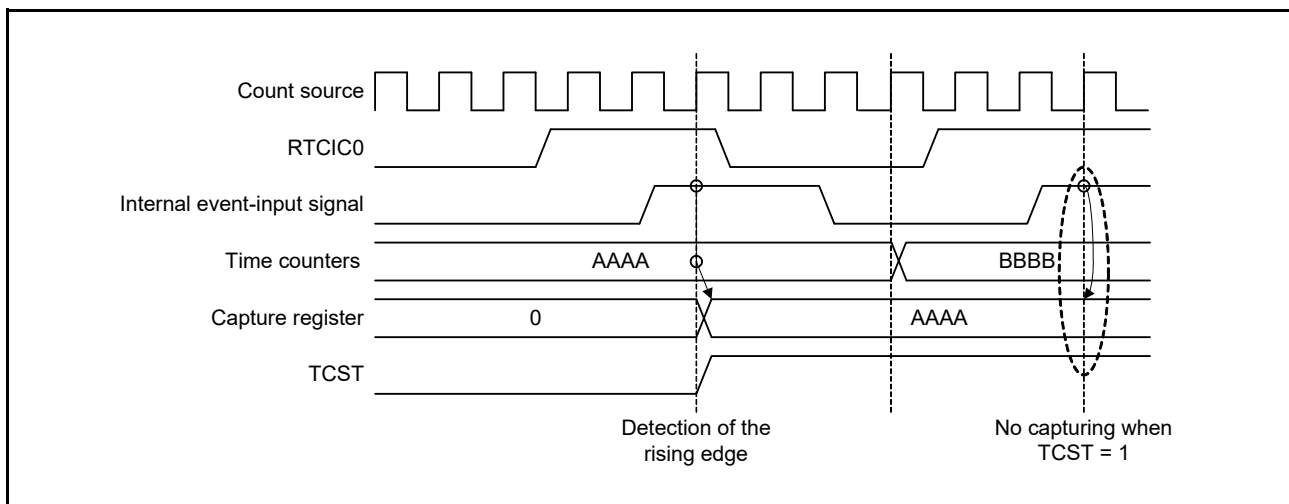 Count source
RTCIC0
Internal event-input signal
Time counters
AAAA
BBBB
Capture register
0
AAAA
TCST
Detection of the
rising edge
No capturing when
TCST = 1